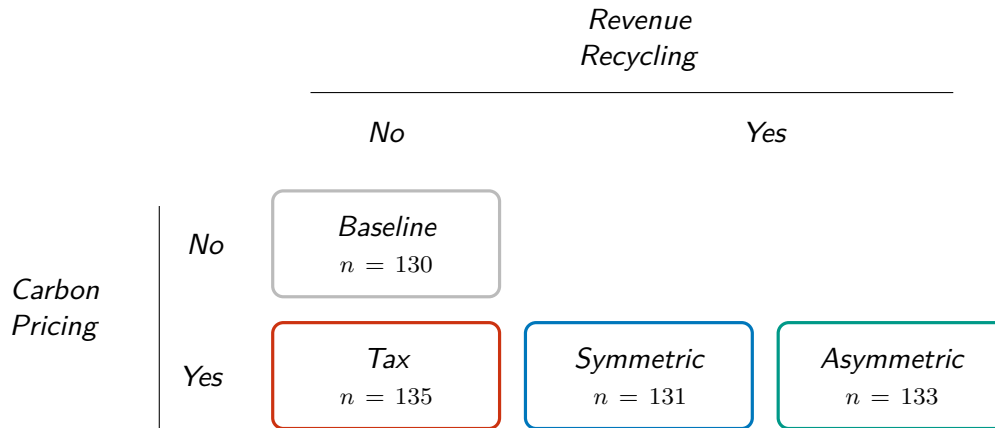 Revenue
Recycling
No Yes
No
Baseline
n = 130
Carbon
Pricing
Yes
Tax Symmetric Asymmetric
n = 135 n = 131 n = 133